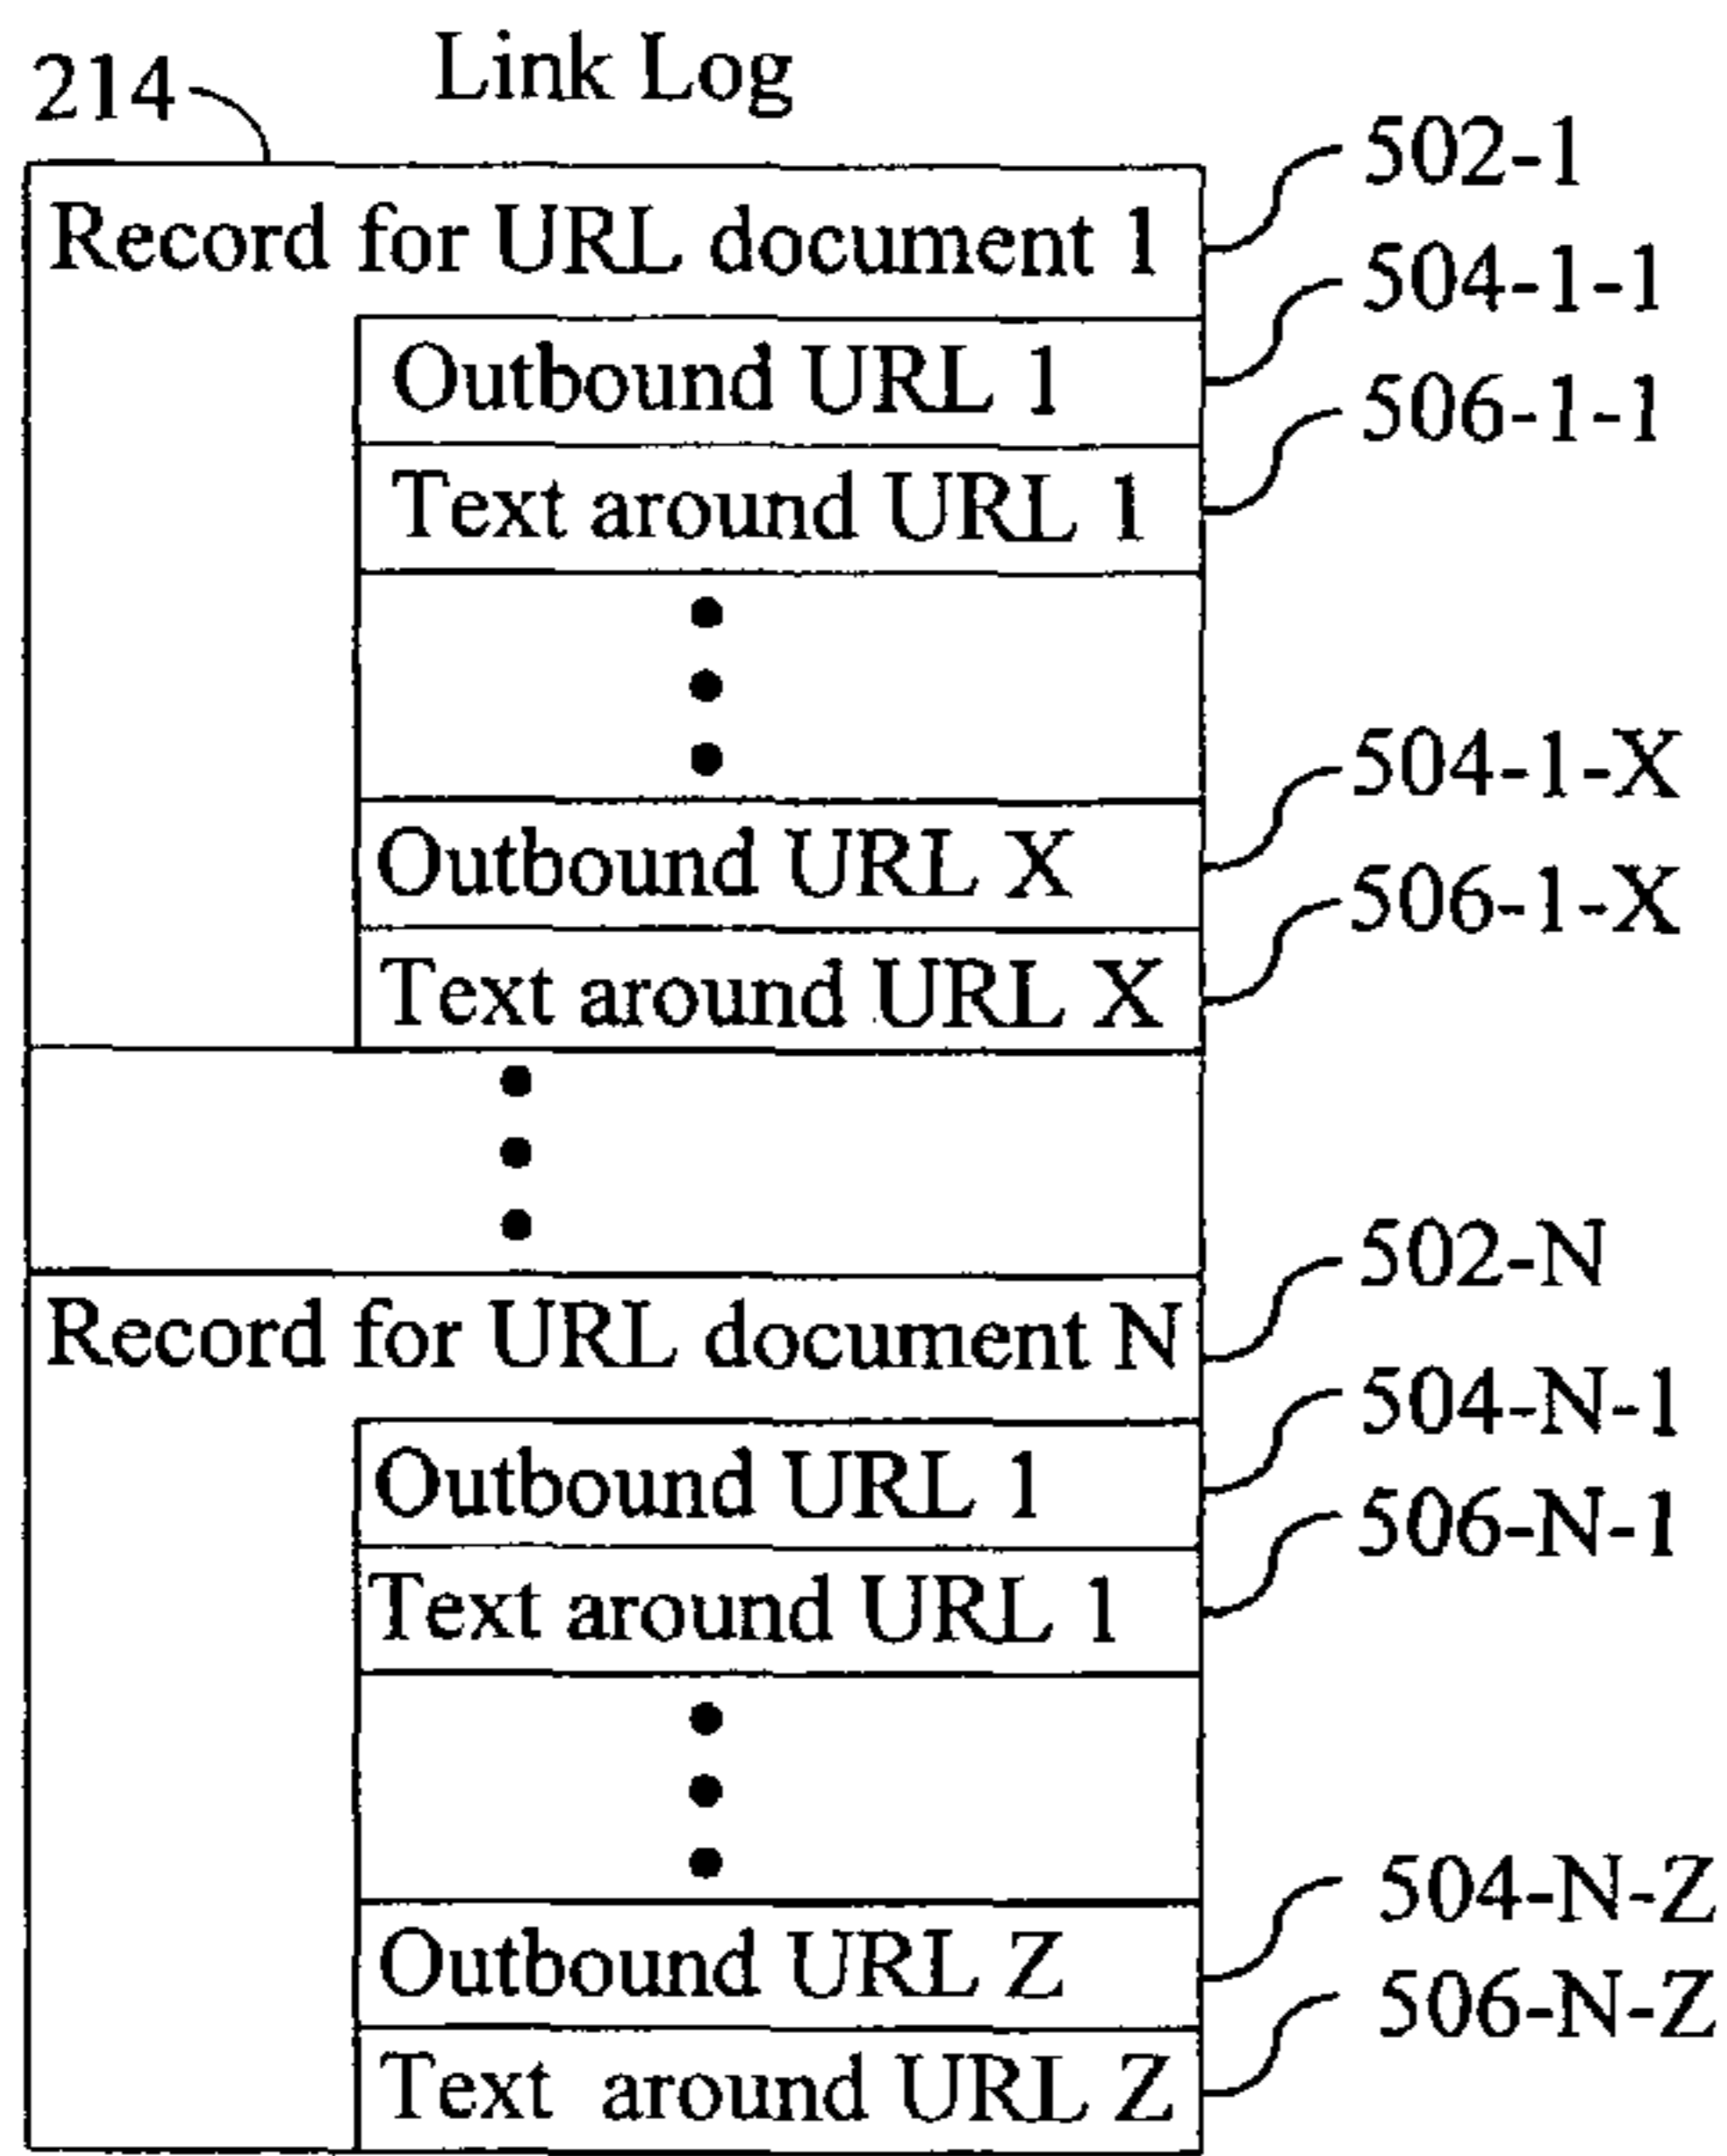 Link Log
214
Record for URL document 1
502-1
Outbound URL 1
504-1-1
Text around URL 1
506-1-1
Outbound URL X
504-1-X
Text around URL X
506-1-X
Record for URL document N
502-N
Outbound URL 1
504-N-1
Text around URL 1
506-N-1
Outbound URL Z
504-N-Z
Text around URL Z
506-N-Z